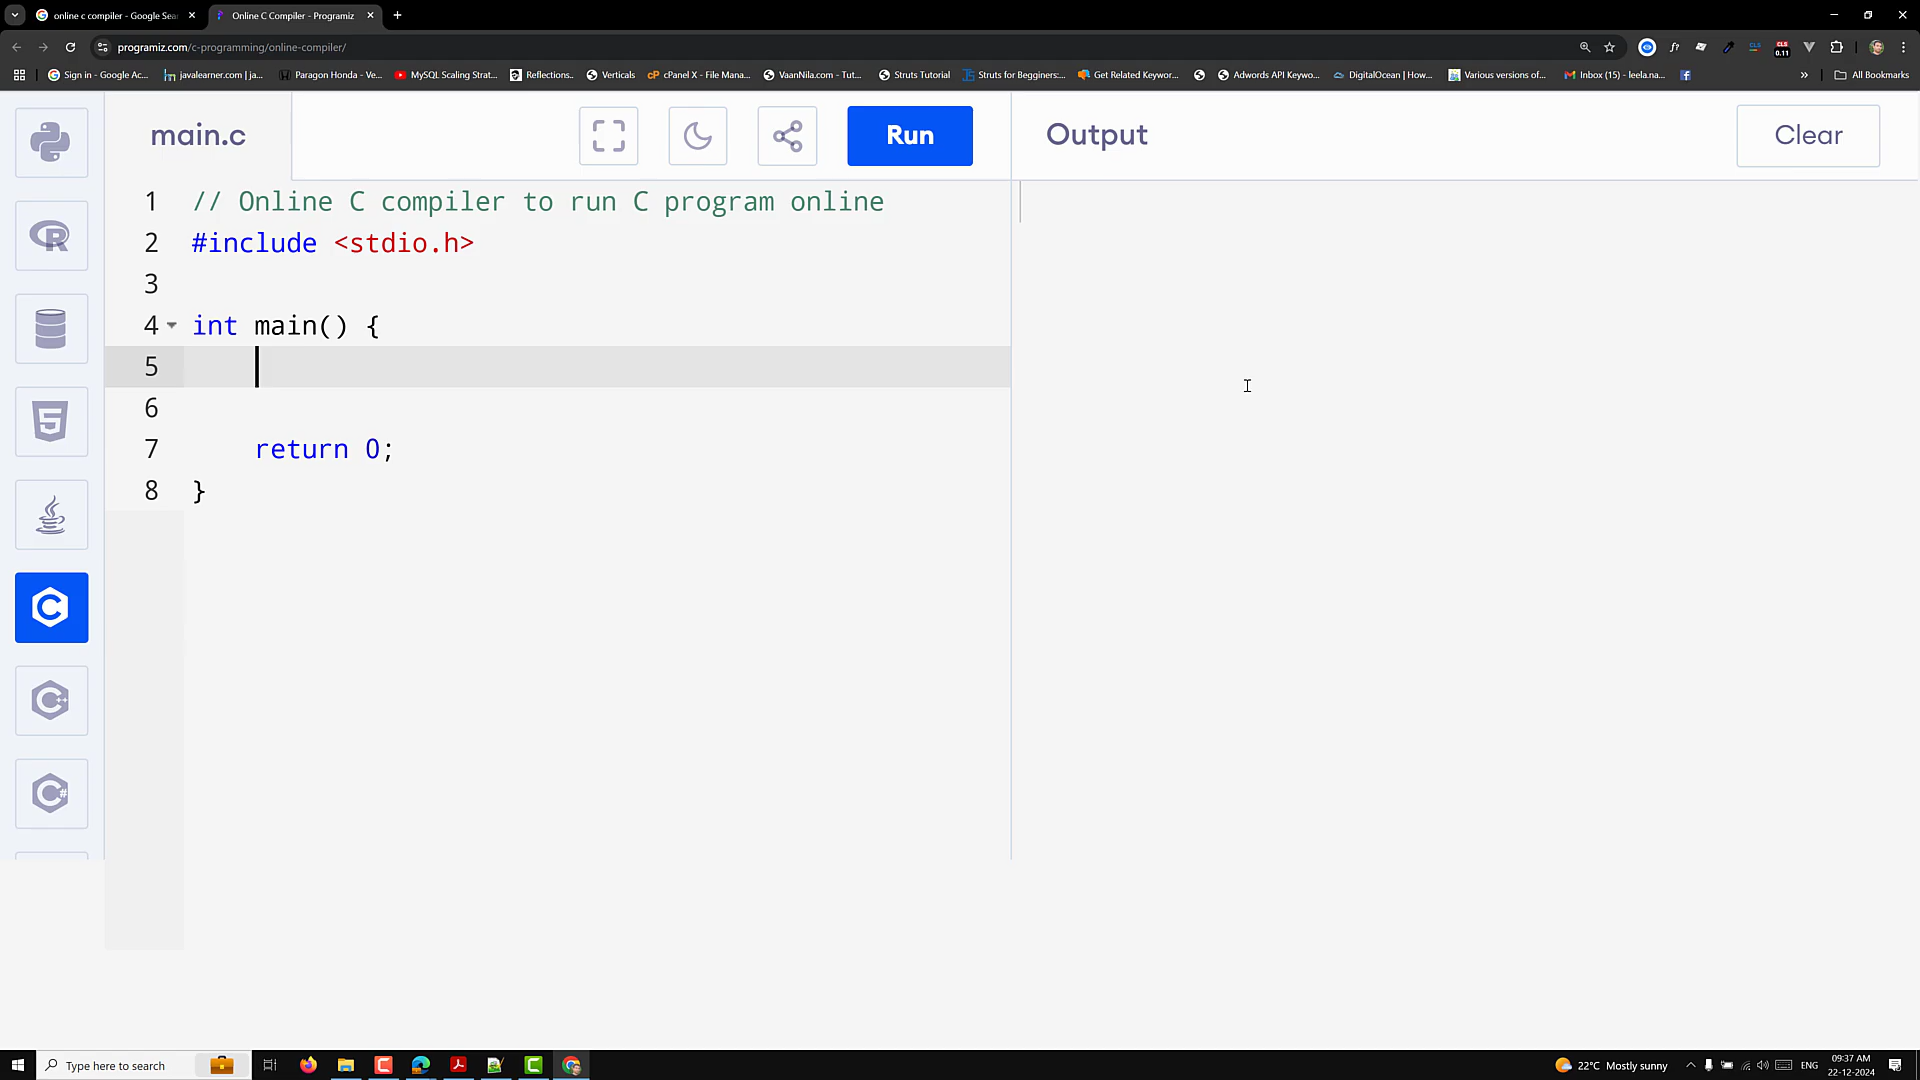 online c compiler - Google Sear
Online C Compiler - Programiz
programiz.com/c-programming/online-compiler/
Sign in - Google Ac...
javalearner.com | ja...
Paragon Honda - Ve...
MySQL Scaling Strat...
Reflections..
Verticals
cPanel X - File Mana...
VaanNila.com - Tut...
Struts Tutorial
Struts for Begginers:...
Get Related Keywor...
Adwords API Keywo...
DigitalOcean | How...
Various versions of...
Inbox (15) - leela.na...
All Bookmarks
main.c
Run
Output
Clear
1 // Online C compiler to run C program online
2 #include <stdio.h>
3
4 int main() {
5
6
7 return 0;
8 }
Type here to search
22°C Mostly sunny
ENG
09:37 AM
22-12-2024